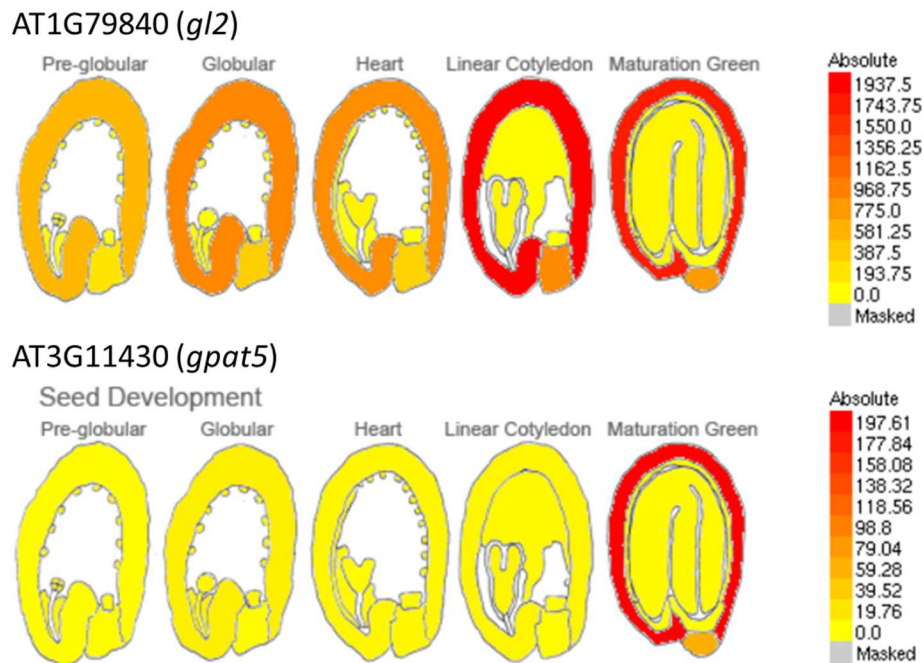 AT1G79840 (gl2)
Pre-globular Globular Heart Linear Cotyledon Maturation Green
Absolute
1937.5
1743.75
1550.0
1356.25
1162.5
968.75
775.0
581.25
387.5
193.75
0.0
Masked
AT3G11430 (gpat5)
Seed Development
Pre-globular Globular Heart Linear Cotyledon Maturation Green
Absolute
197.61
177.84
158.08
138.32
118.56
98.8
79.04
59.28
39.52
19.76
0.0
Masked